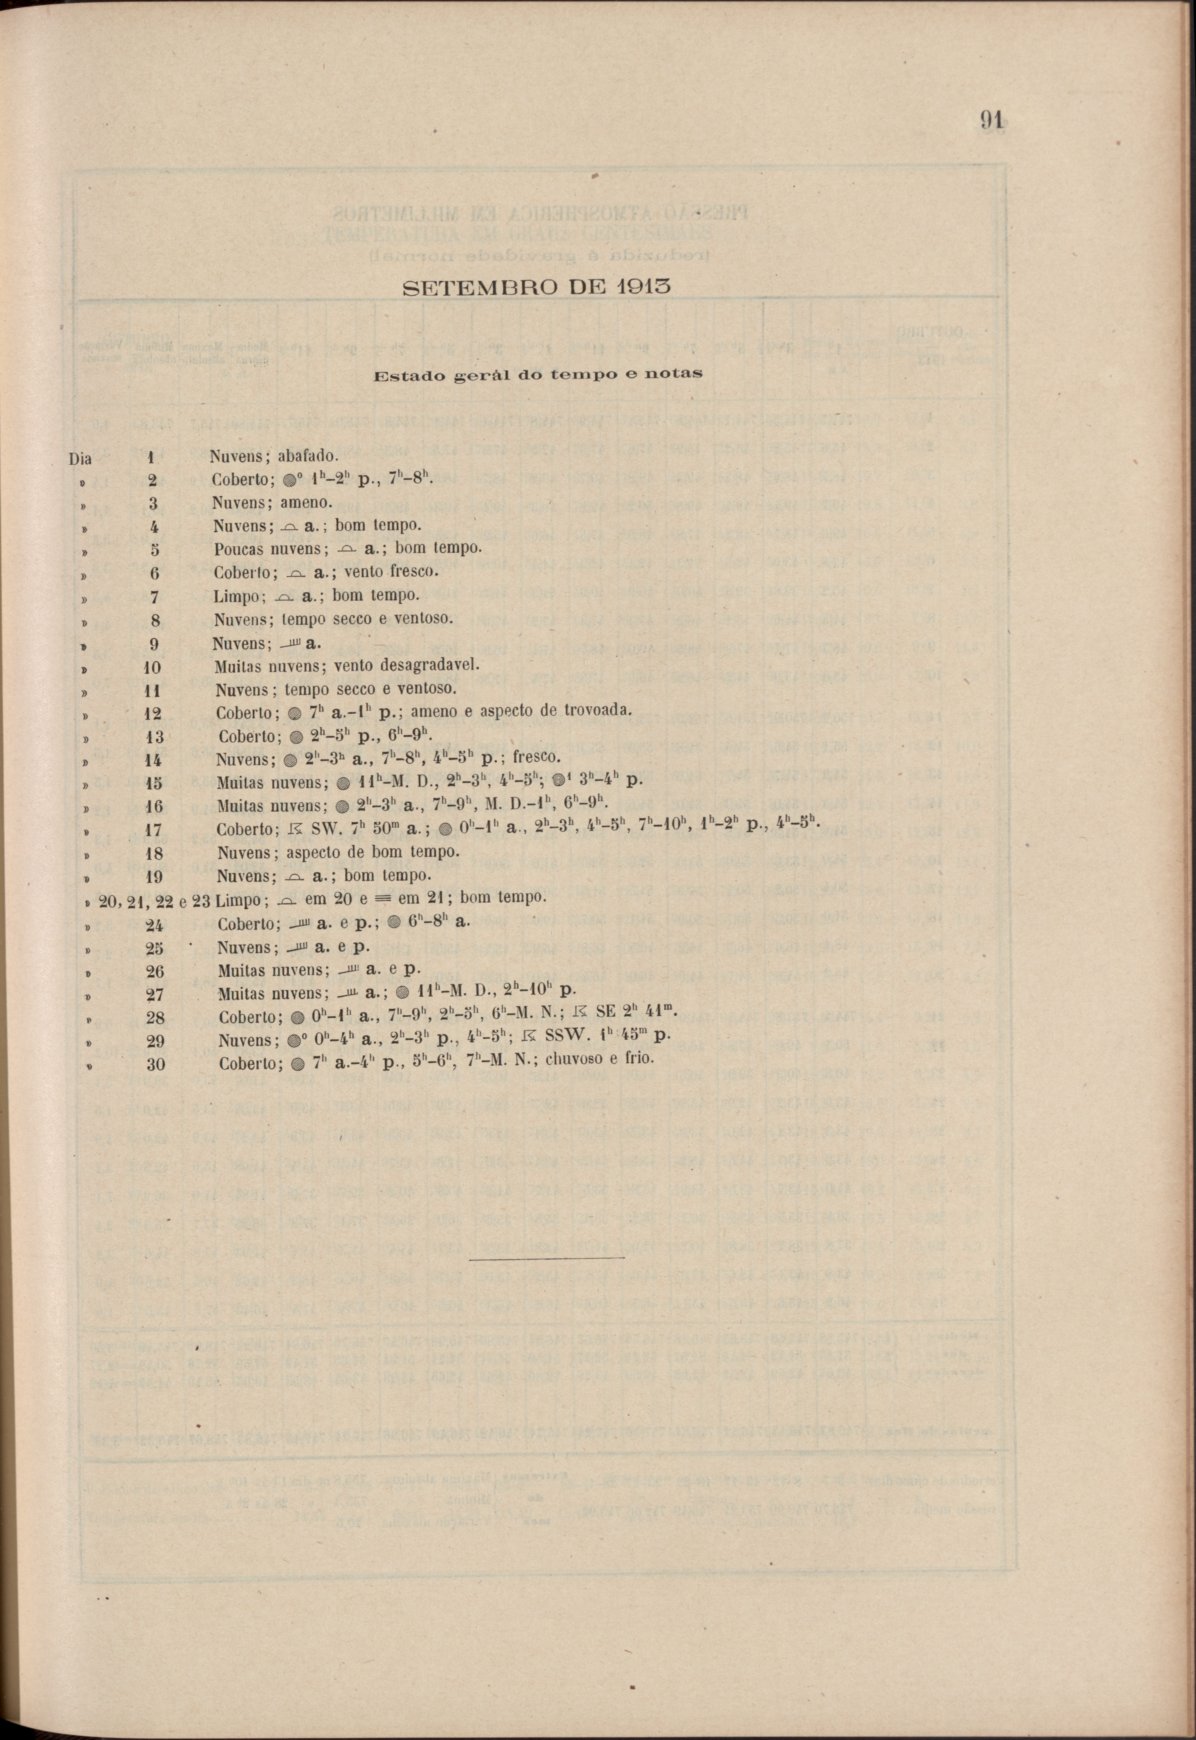 91
SETEMBRO DE 1913
Estado gerál do tempo e notas
Dia 1 Nuvens; abafado.
» 2 Coberto; ●⁰ 1ʰ–2ʰ p., 7ʰ–8ʰ.
» 3 Nuvens; ameno.
» 4 Nuvens; ⌓ a.; bom tempo.
» 5 Poucas nuvens; ⌓ a.; bom tempo.
» 6 Coberto; ⌓ a.; vento fresco.
» 7 Limpo; ⌓ a.; bom tempo.
» 8 Nuvens; tempo secco e ventoso.
» 9 Nuvens; a.
» 10 Muitas nuvens; vento desagradavel.
» 11 Nuvens; tempo secco e ventoso.
» 12 Coberto; ● 7ʰ a.–1ʰ p.; ameno e aspecto de trovoada.
» 13 Coberto; ● 2ʰ–5ʰ p., 6ʰ–9ʰ.
» 14 Nuvens; ● 2ʰ–3ʰ a., 7ʰ–8ʰ, 4ʰ–5ʰ p.; fresco.
» 15 Muitas nuvens; ● 11ʰ–M. D., 2ʰ–3ʰ, 4ʰ–5ʰ; ●¹ 3ʰ–4ʰ p.
» 16 Muitas nuvens; ● 2ʰ–3ʰ a., 7ʰ–9ʰ, M. D.–1ʰ, 6ʰ–9ʰ.
» 17 Coberto; ☈ SW. 7ʰ 50ᵐ a.; ● 0ʰ–1ʰ a., 2ʰ–3ʰ, 4ʰ–5ʰ, 7ʰ–10ʰ, 1ʰ–2ʰ p., 4ʰ–5ʰ.
» 18 Nuvens; aspecto de bom tempo.
» 19 Nuvens; ⌓ a.; bom tempo.
» 20, 21, 22 e 23 Limpo; ⌓ em 20 e ≡ em 21; bom tempo.
» 24 Coberto; a. e p.; ● 6ʰ–8ʰ a.
» 25 Nuvens; a. e p.
» 26 Muitas nuvens; a. e p.
» 27 Muitas nuvens; a.; ● 11ʰ–M. D., 2ʰ–10ʰ p.
» 28 Coberto; ● 0ʰ–1ʰ a., 7ʰ–9ʰ, 2ʰ–5ʰ, 6ʰ–M. N.; ☈ SE 2ʰ 41ᵐ.
» 29 Nuvens; ●⁰ 0ʰ–4ʰ a., 2ʰ–3ʰ p., 4ʰ–5ʰ; ☈ SSW. 1ʰ 45ᵐ p.
» 30 Coberto; ● 7ʰ a.–4ʰ p., 5ʰ–6ʰ, 7ʰ–M. N.; chuvoso e frio.